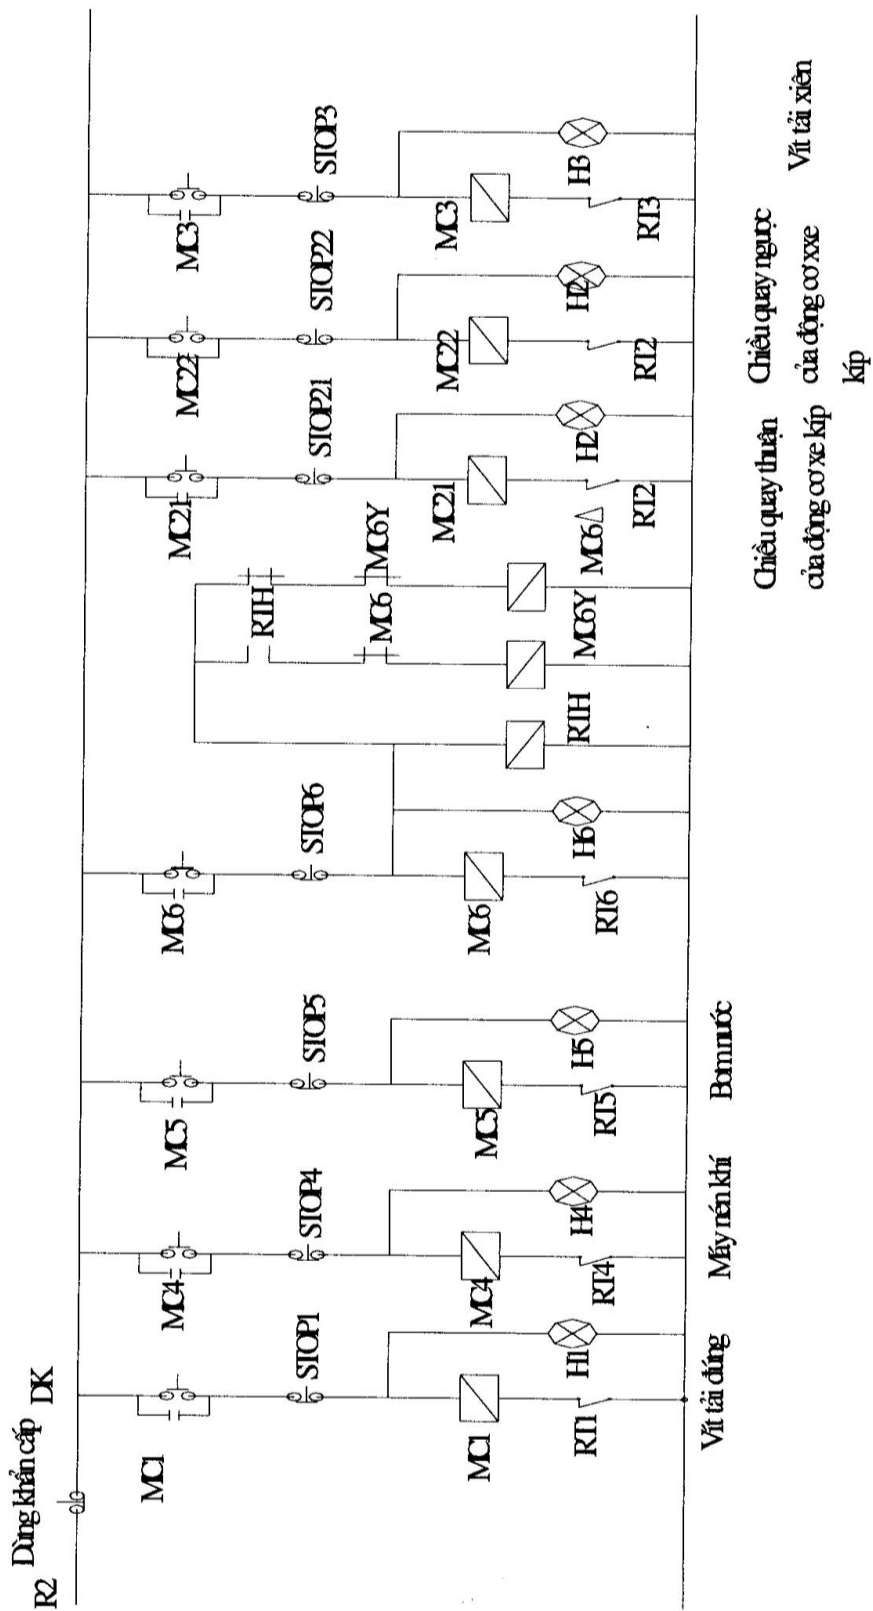 R2
Dừng khẩn cấp
DK
MC1
STOP1
MC1
H1
RT1
Vít tải đứng
MC4
STOP4
MC4
H4
RT4
Máy nén khí
MC5
STOP5
MC5
H5
RT5
Bơm nước
MC6
STOP6
MC6
H6
RT6
RTH
RTH
MC6
MC6Y
MC6Y
MC6Δ
MC21
STOP21
MC21
H2
RT2
Chiều quay thuận
của động cơ xe kíp
MC22
STOP22
MC22
H2
RT2
Chiều quay ngược
của động cơ xxe
kíp
MC3
STOP3
MC3
H3
RT3
Vít tải xiên